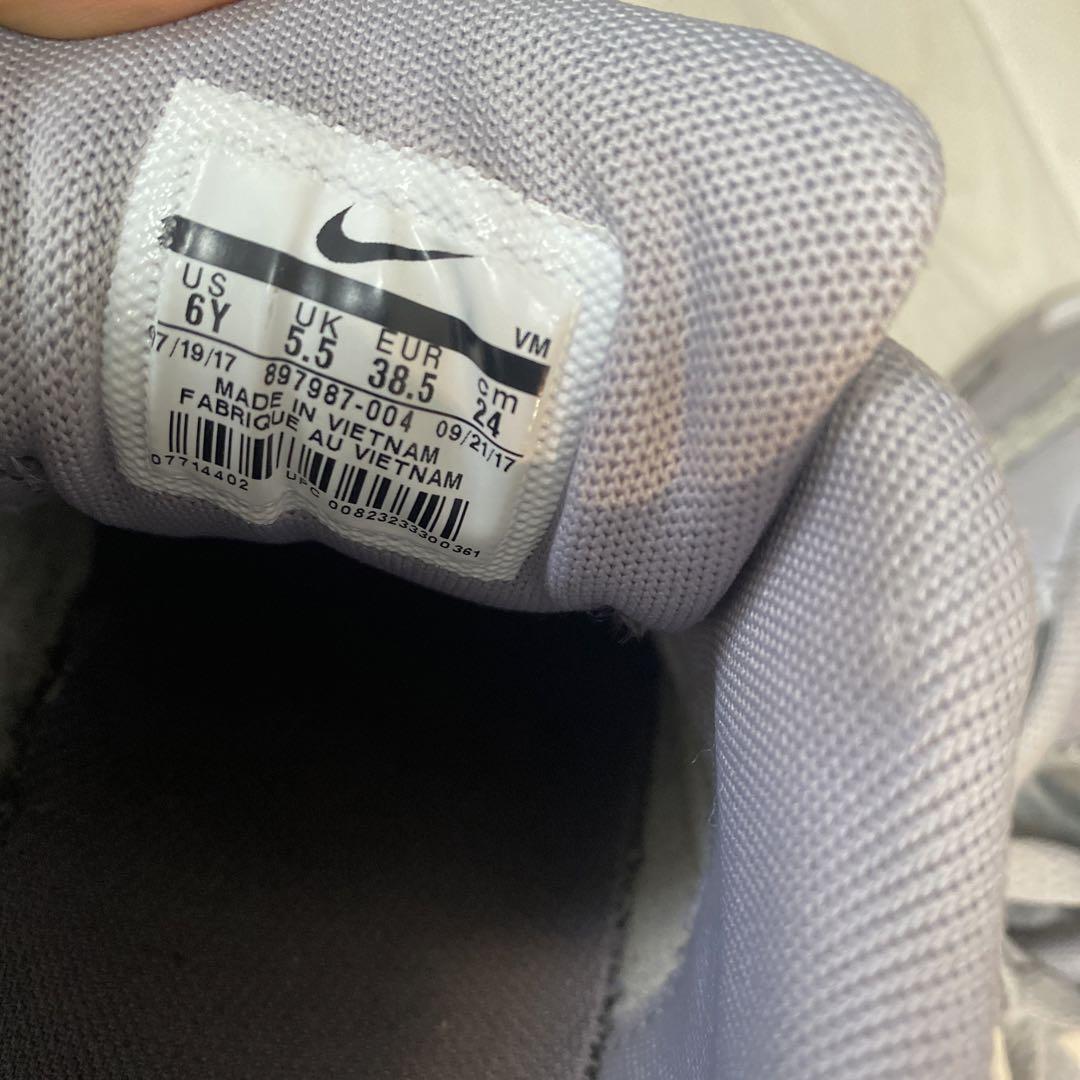 VM
US UK EUR cm
6Y 5.5 38.5 24
07/19/17 897987-004 09/21/17
MADE IN VIETNAM
FABRIQUE AU VIETNAM
07714402 UPC 00823233300361